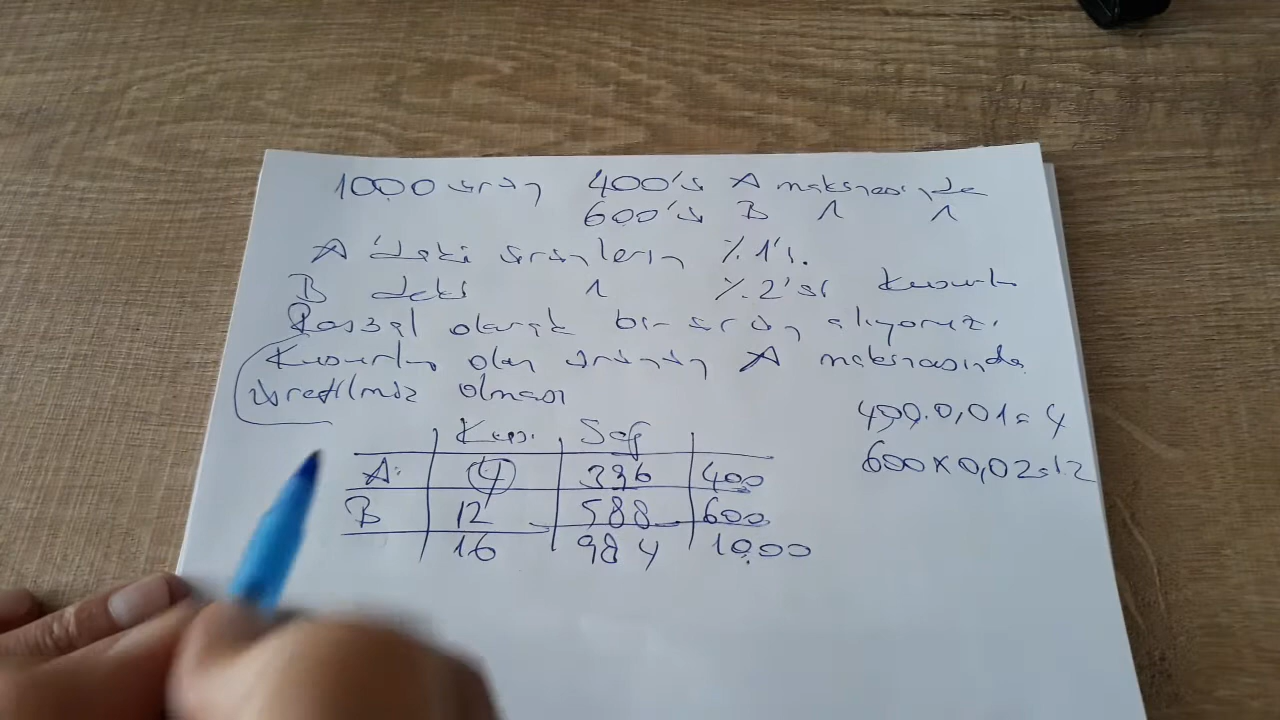 1000 ürün 400'ü A makinasında
600'ü B " "
A'daki ürünlerin %1'i.
B deki " %2'si kusurlu
Rassal olarak bir ürün alıyoruz.
Kusurlu olan ürünün A makinasında
üretilmiş olması
400.0,01=4
Kus. Sağ
600x0,02=12
A: 4 396 400
B 12 588 600
16 984 1000